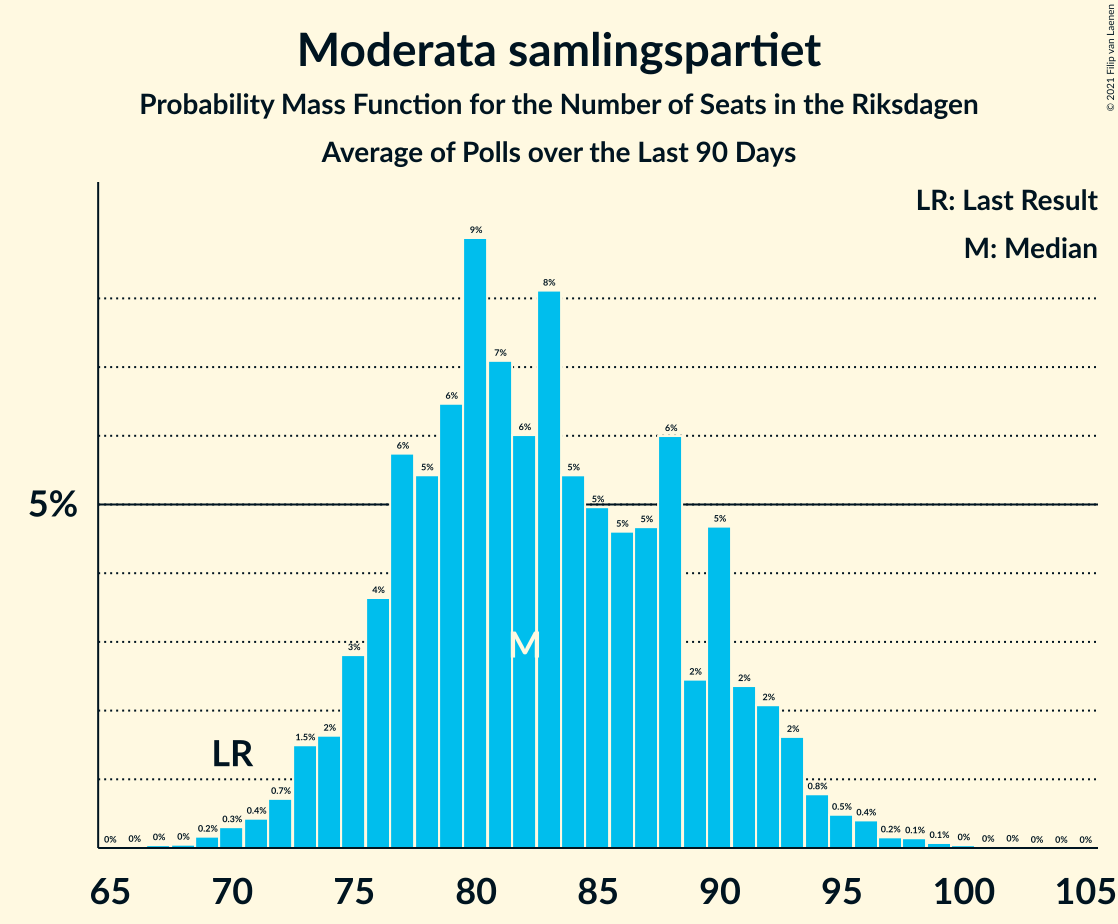 Moderata samlingspartiet
Probability Mass Function for the Number of Seats in the Riksdagen
Average of Polls over the Last 90 Days
© 2021 Filip van Laenen
LR: Last Result
M: Median
5%
0% 0% 0% 0% 0.2% 0.3% 0.4% 0.7% 1.5% 2% 3% 4% 6% 5% 6% 9% 7% 6% 8% 5% 5% 5% 5% 6% 2% 5% 2% 2% 2% 0.8% 0.5% 0.4% 0.2% 0.1% 0.1% 0% 0% 0% 0% 0% 0%
M
LR
65 70 75 80 85 90 95 100 105